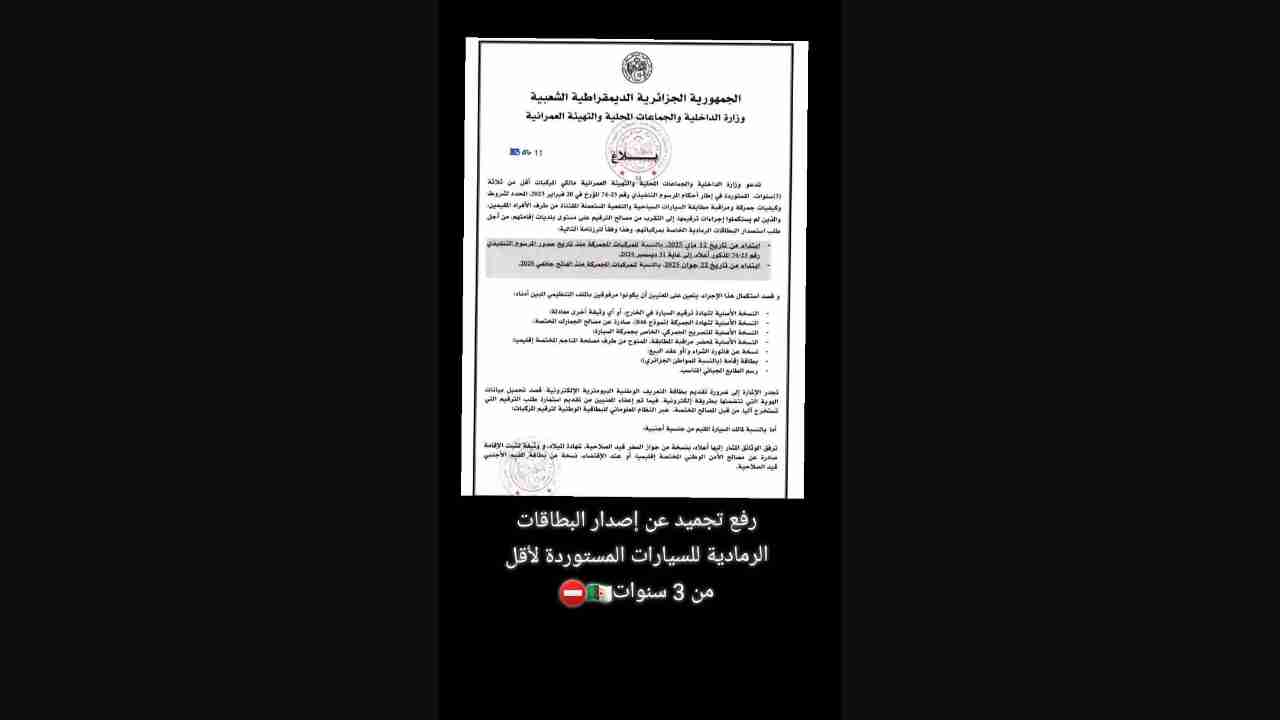 الجمهورية الجزائرية الديمقراطية الشعبية
وزارة الداخلية والجماعات المحلية والتهيئة العمرانية
11 ماي
بـــــلاغ
تدعو وزارة الداخلية والجماعات المحلية والتهيئة العمرانية مالكي المركبات أقل من ثلاثة
(3) سنوات، المستوردة في إطار أحكام المرسوم التنفيذي رقم 23-74 المؤرخ في 20 فبراير 2023، المحدد لشروط
وكيفيات جمركة ومراقبة مطابقة السيارات السياحية والنفعية المستعملة المقتناة من طرف الأفراد المقيمين،
والذين لم يستكملوا إجراءات ترقيمها، إلى التقرب من مصالح الترقيم على مستوى بلديات إقامتهم، من أجل
طلب استصدار البطاقات الرمادية الخاصة بمركباتهم، وهذا وفقا للرزنامة التالية:
- ابتداء من تاريخ 12 ماي 2025، بالنسبة للمركبات المجمركة منذ تاريخ صدور المرسوم التنفيذي
رقم 23-74 المذكور أعلاه، إلى غاية 31 ديسمبر 2024،
- ابتداء من تاريخ 22 جوان 2025، بالنسبة للمركبات المجمركة منذ الفاتح جانفي 2025.
و قصد استكمال هذا الإجراء، يتعين على المعنيين أن يكونوا مرفوقين بالملف التنظيمي المبين أدناه:
- النسخة الأصلية لشهادة ترقيم السيارة في الخارج، أو أي وثيقة أخرى معادلة،
- النسخة الأصلية لشهادة الجمركة (نموذج 846)، صادرة عن مصالح الجمارك المختصة،
- النسخة الأصلية للتصريح الجمركي، الخاص بجمركة السيارة،
- النسخة الأصلية لمحضر مراقبة المطابقة، الممنوح من طرف مصلحة المناجم المختصة إقليميا،
- نسخة عن فاتورة الشراء و/أو عقد البيع،
- بطاقة إقامة (بالنسبة للمواطن الجزائري)،
- رسم الطابع الجبائي المناسب.
تجدر الإشارة إلى ضرورة تقديم بطاقة التعريف الوطنية البيومترية الإلكترونية، قصد تحميل بيانات
الهوية التي تتضمنها بطريقة إلكترونية، فيما تم إعفاء المعنيين من تقديم استمارة طلب الترقيم التي
تستخرج آليا، من قبل المصالح المختصة، عبر النظام المعلوماتي للبطاقية الوطنية لترقيم المركبات؛
أما بالنسبة لمالك السيارة المقيم من جنسية أجنبية:
ترفق الوثائق المشار إليها أعلاه، بنسخة من جواز السفر قيد الصلاحية، شهادة الميلاد، و وثيقة تثبت الإقامة
صادرة عن مصالح الأمن الوطني المختصة إقليميا، أو عند الاقتضاء، نسخة من بطاقة المقيم الأجنبي
قيد الصلاحية.
رفع تجميد عن إصدار البطاقات
الرمادية للسيارات المستوردة لأقل
من 3 سنوات